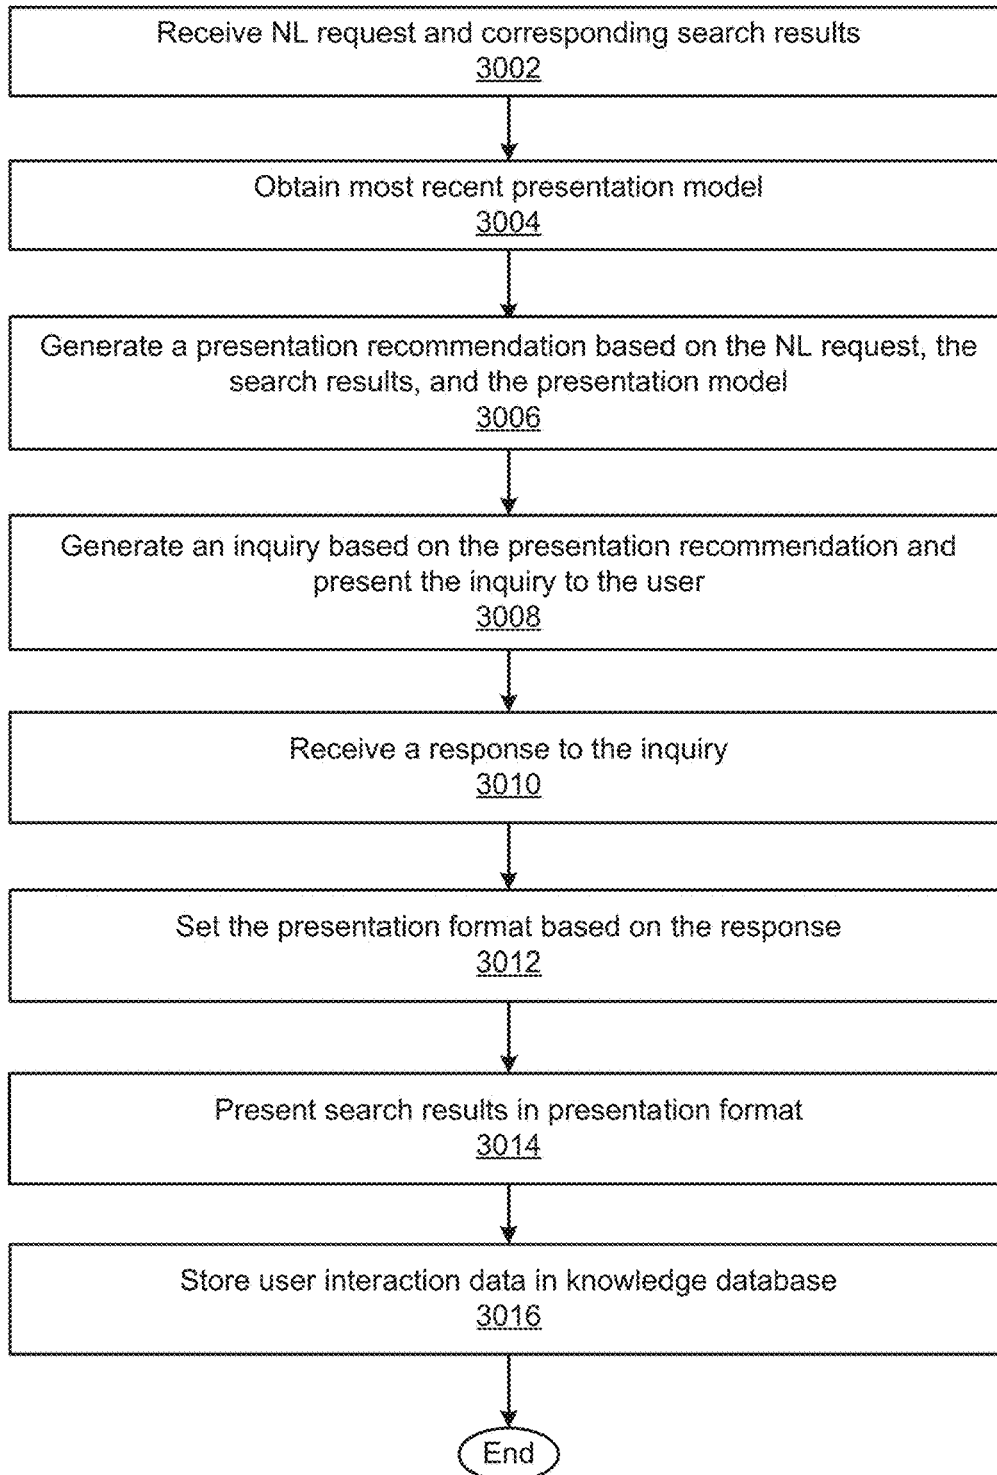 Receive NL request and corresponding search results
3002
Obtain most recent presentation model
3004
Generate a presentation recommendation based on the NL request, the
search results, and the presentation model
3006
Generate an inquiry based on the presentation recommendation and
present the inquiry to the user
3008
Receive a response to the inquiry
3010
Set the presentation format based on the response
3012
Present search results in presentation format
3014
Store user interaction data in knowledge database
3016
End